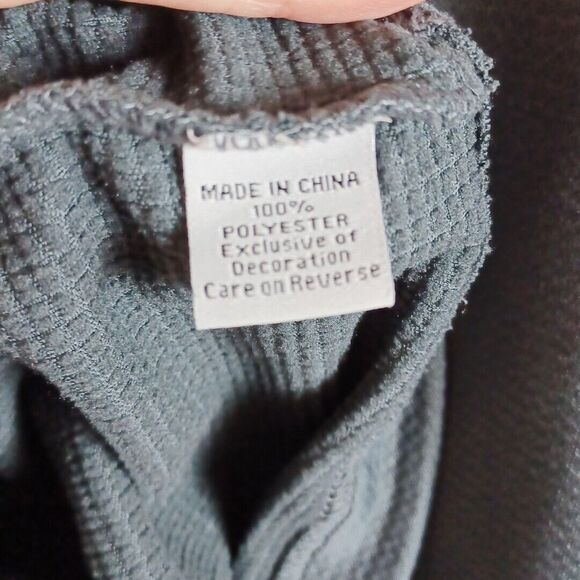 MADE IN CHINA
100%
POLYESTER
Exclusive of
Decoration
Care on Reverse